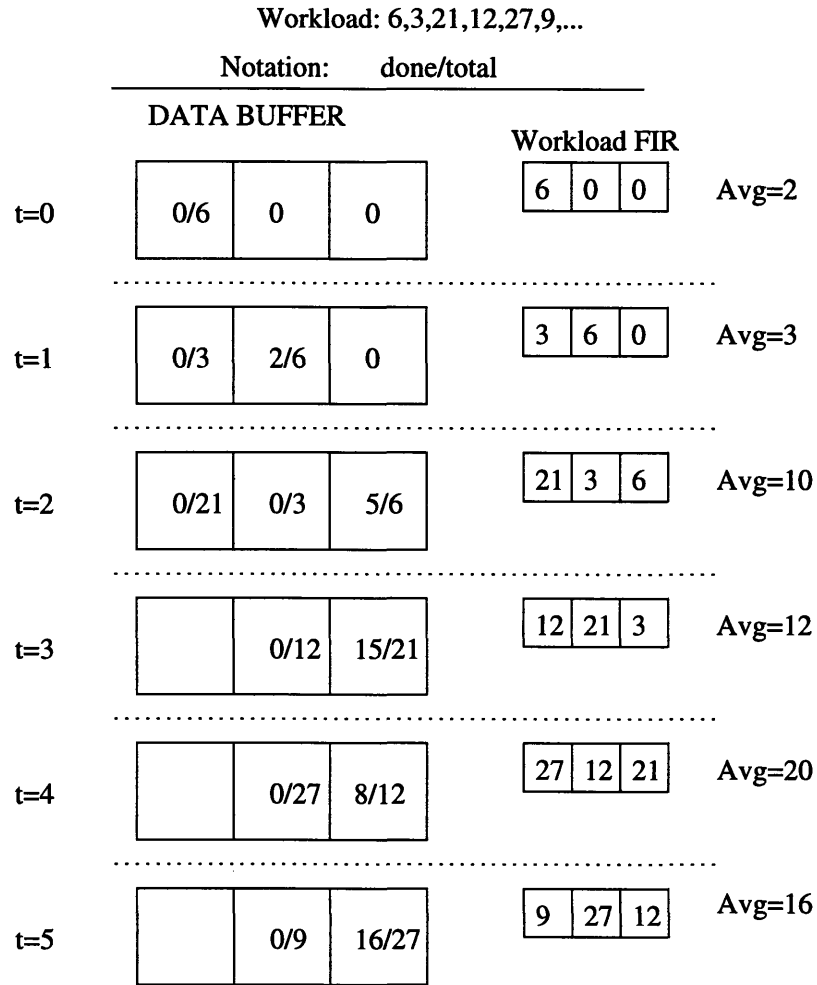 Workload: 6,3,21,12,27,9,...
Notation: done/total
DATA BUFFER
Workload FIR
t=0 0/6 0 0 6 0 0 Avg=2
t=1 0/3 2/6 0 3 6 0 Avg=3
t=2 0/21 0/3 5/6 21 3 6 Avg=10
t=3 0/12 15/21 12 21 3 Avg=12
t=4 0/27 8/12 27 12 21 Avg=20
t=5 0/9 16/27 9 27 12 Avg=16